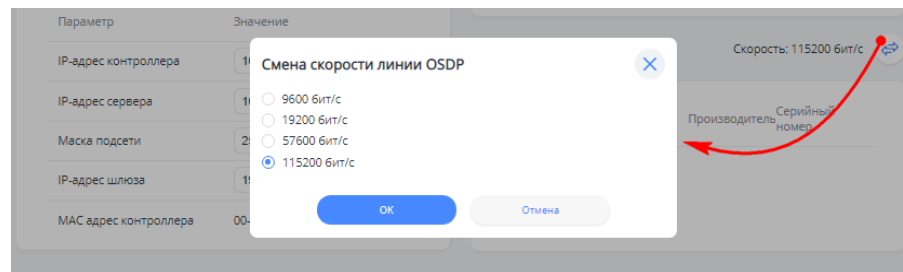 Параметр Значение
IP-адрес контроллера
IP-адрес сервера
Маска подсети
IP-адрес шлюза
MAC адрес контроллера 00-
Смена скорости линии OSDP
9600 бит/с
19200 бит/с
57600 бит/с
115200 бит/с
ОК Отмена
Скорость: 115200 бит/с
Производитель Серийный
номер